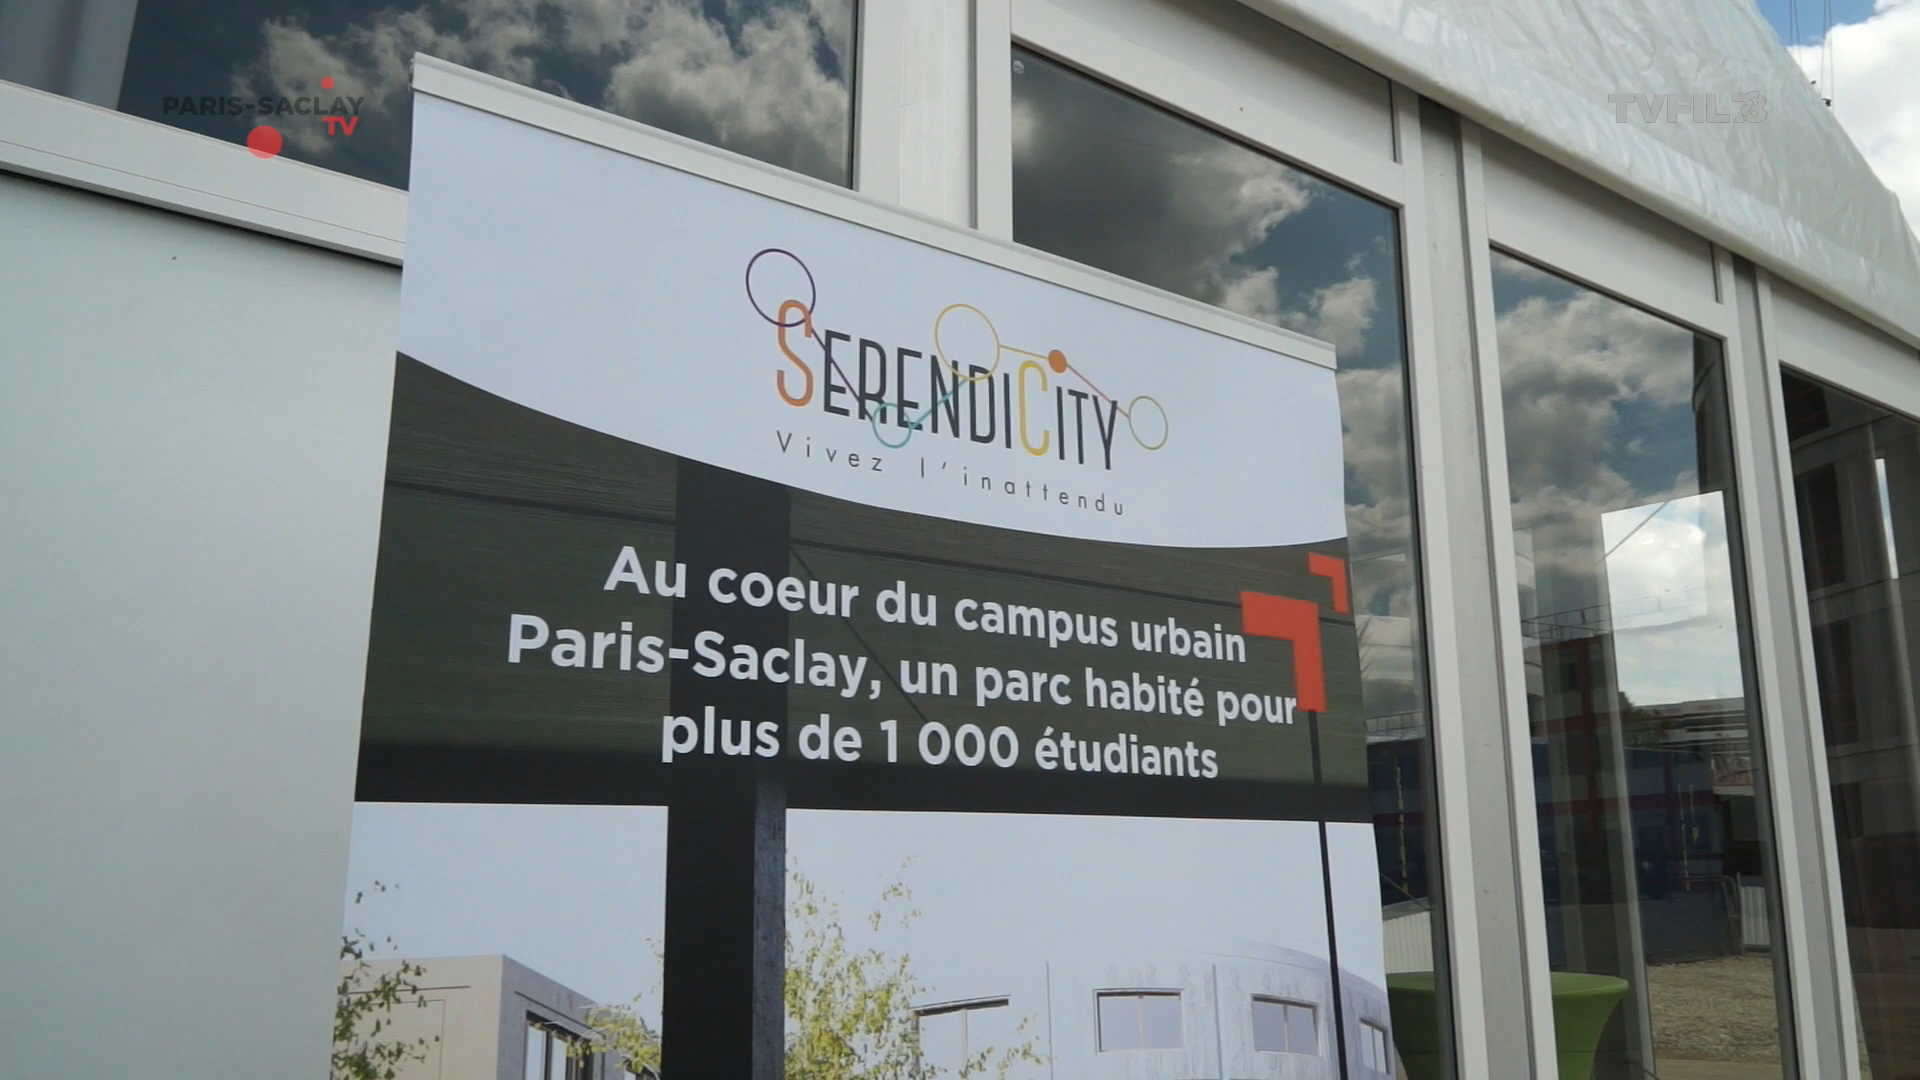 PARIS-SACLAY
TV
TVFIL78
SERENDICITY
Vivez l'inattendu
Au coeur du campus urbain
Paris-Saclay, un parc habité pour
plus de 1 000 étudiants